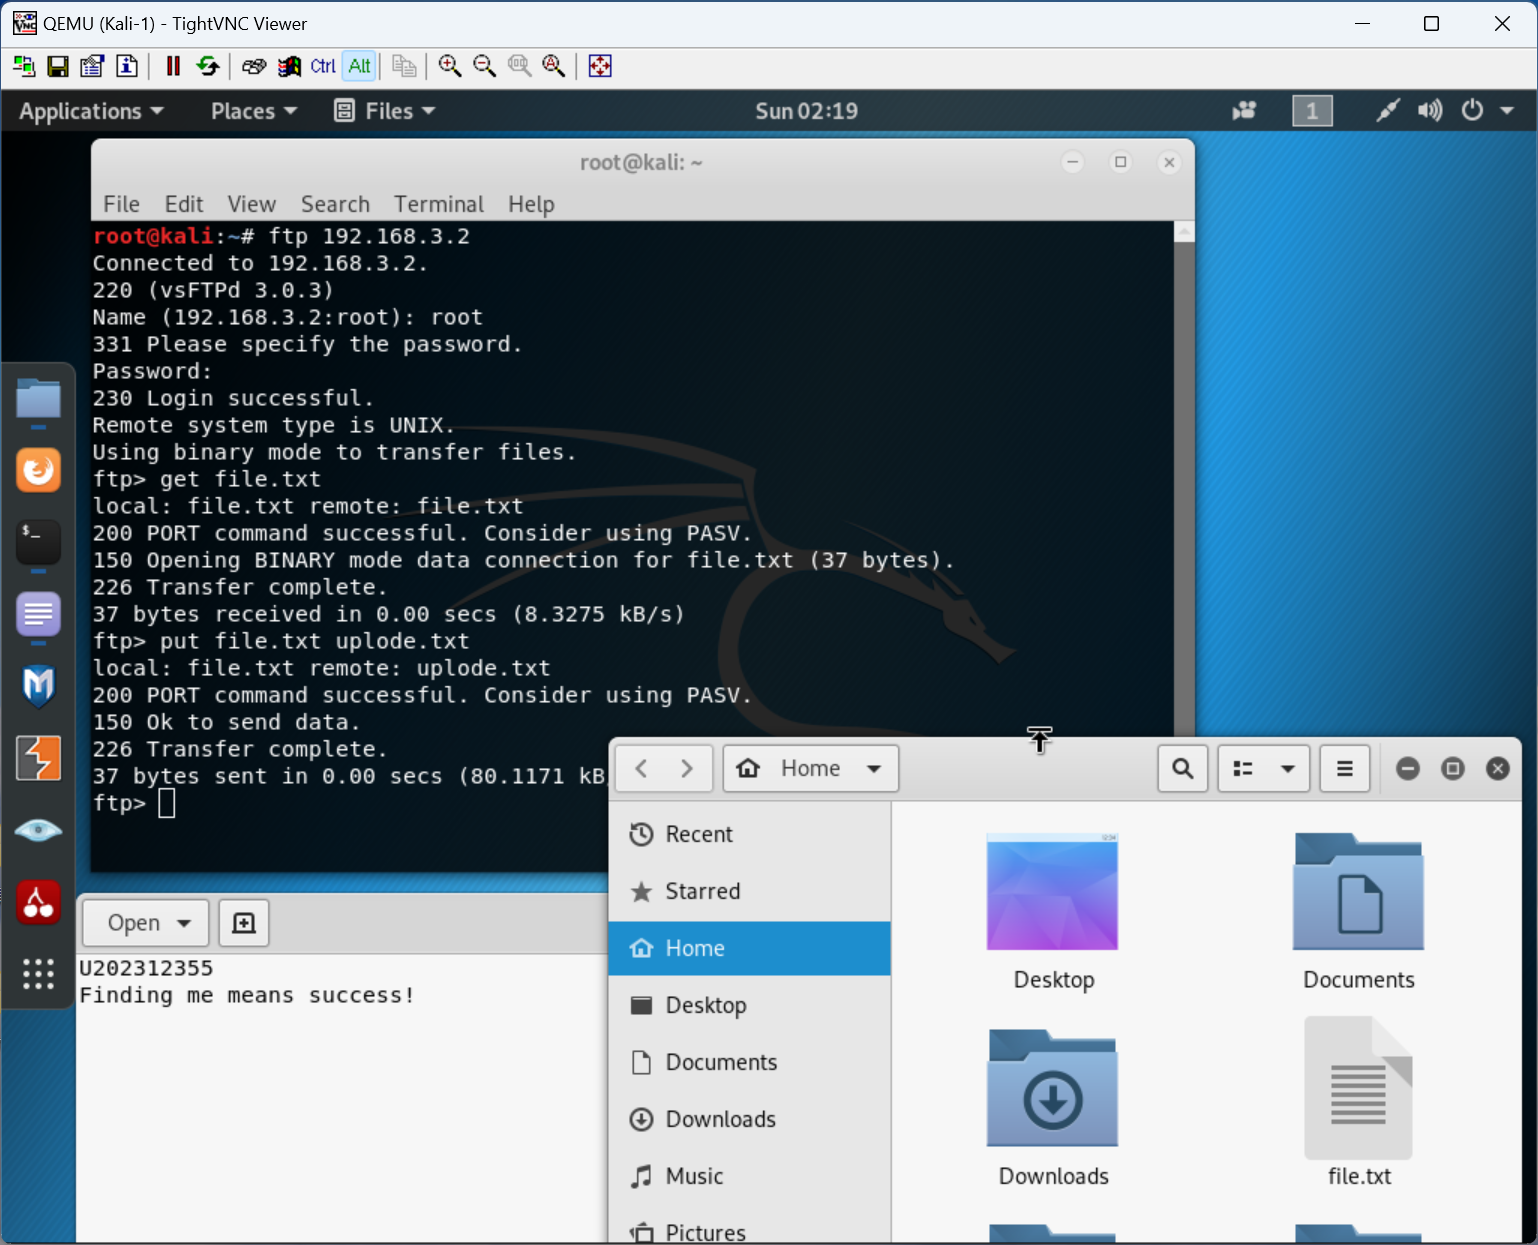 QEMU (Kali-1) - TightVNC Viewer
Ctrl Alt
Applications Places Files Sun 02:19 1
root@kali: ~
File Edit View Search Terminal Help
root@kali:~# ftp 192.168.3.2
Connected to 192.168.3.2.
220 (vsFTPd 3.0.3)
Name (192.168.3.2:root): root
331 Please specify the password.
Password:
230 Login successful.
Remote system type is UNIX.
Using binary mode to transfer files.
ftp> get file.txt
local: file.txt remote: file.txt
200 PORT command successful. Consider using PASV.
150 Opening BINARY mode data connection for file.txt (37 bytes).
226 Transfer complete.
37 bytes received in 0.00 secs (8.3275 kB/s)
ftp> put file.txt uplode.txt
local: file.txt remote: uplode.txt
200 PORT command successful. Consider using PASV.
150 Ok to send data.
226 Transfer complete.
37 bytes sent in 0.00 secs (80.1171 kB
ftp>
Open
U202312355
Finding me means success!
Home
Recent
Starred
Home
Desktop
Documents
Downloads
Music
Pictures
Desktop
Documents
Downloads
file.txt